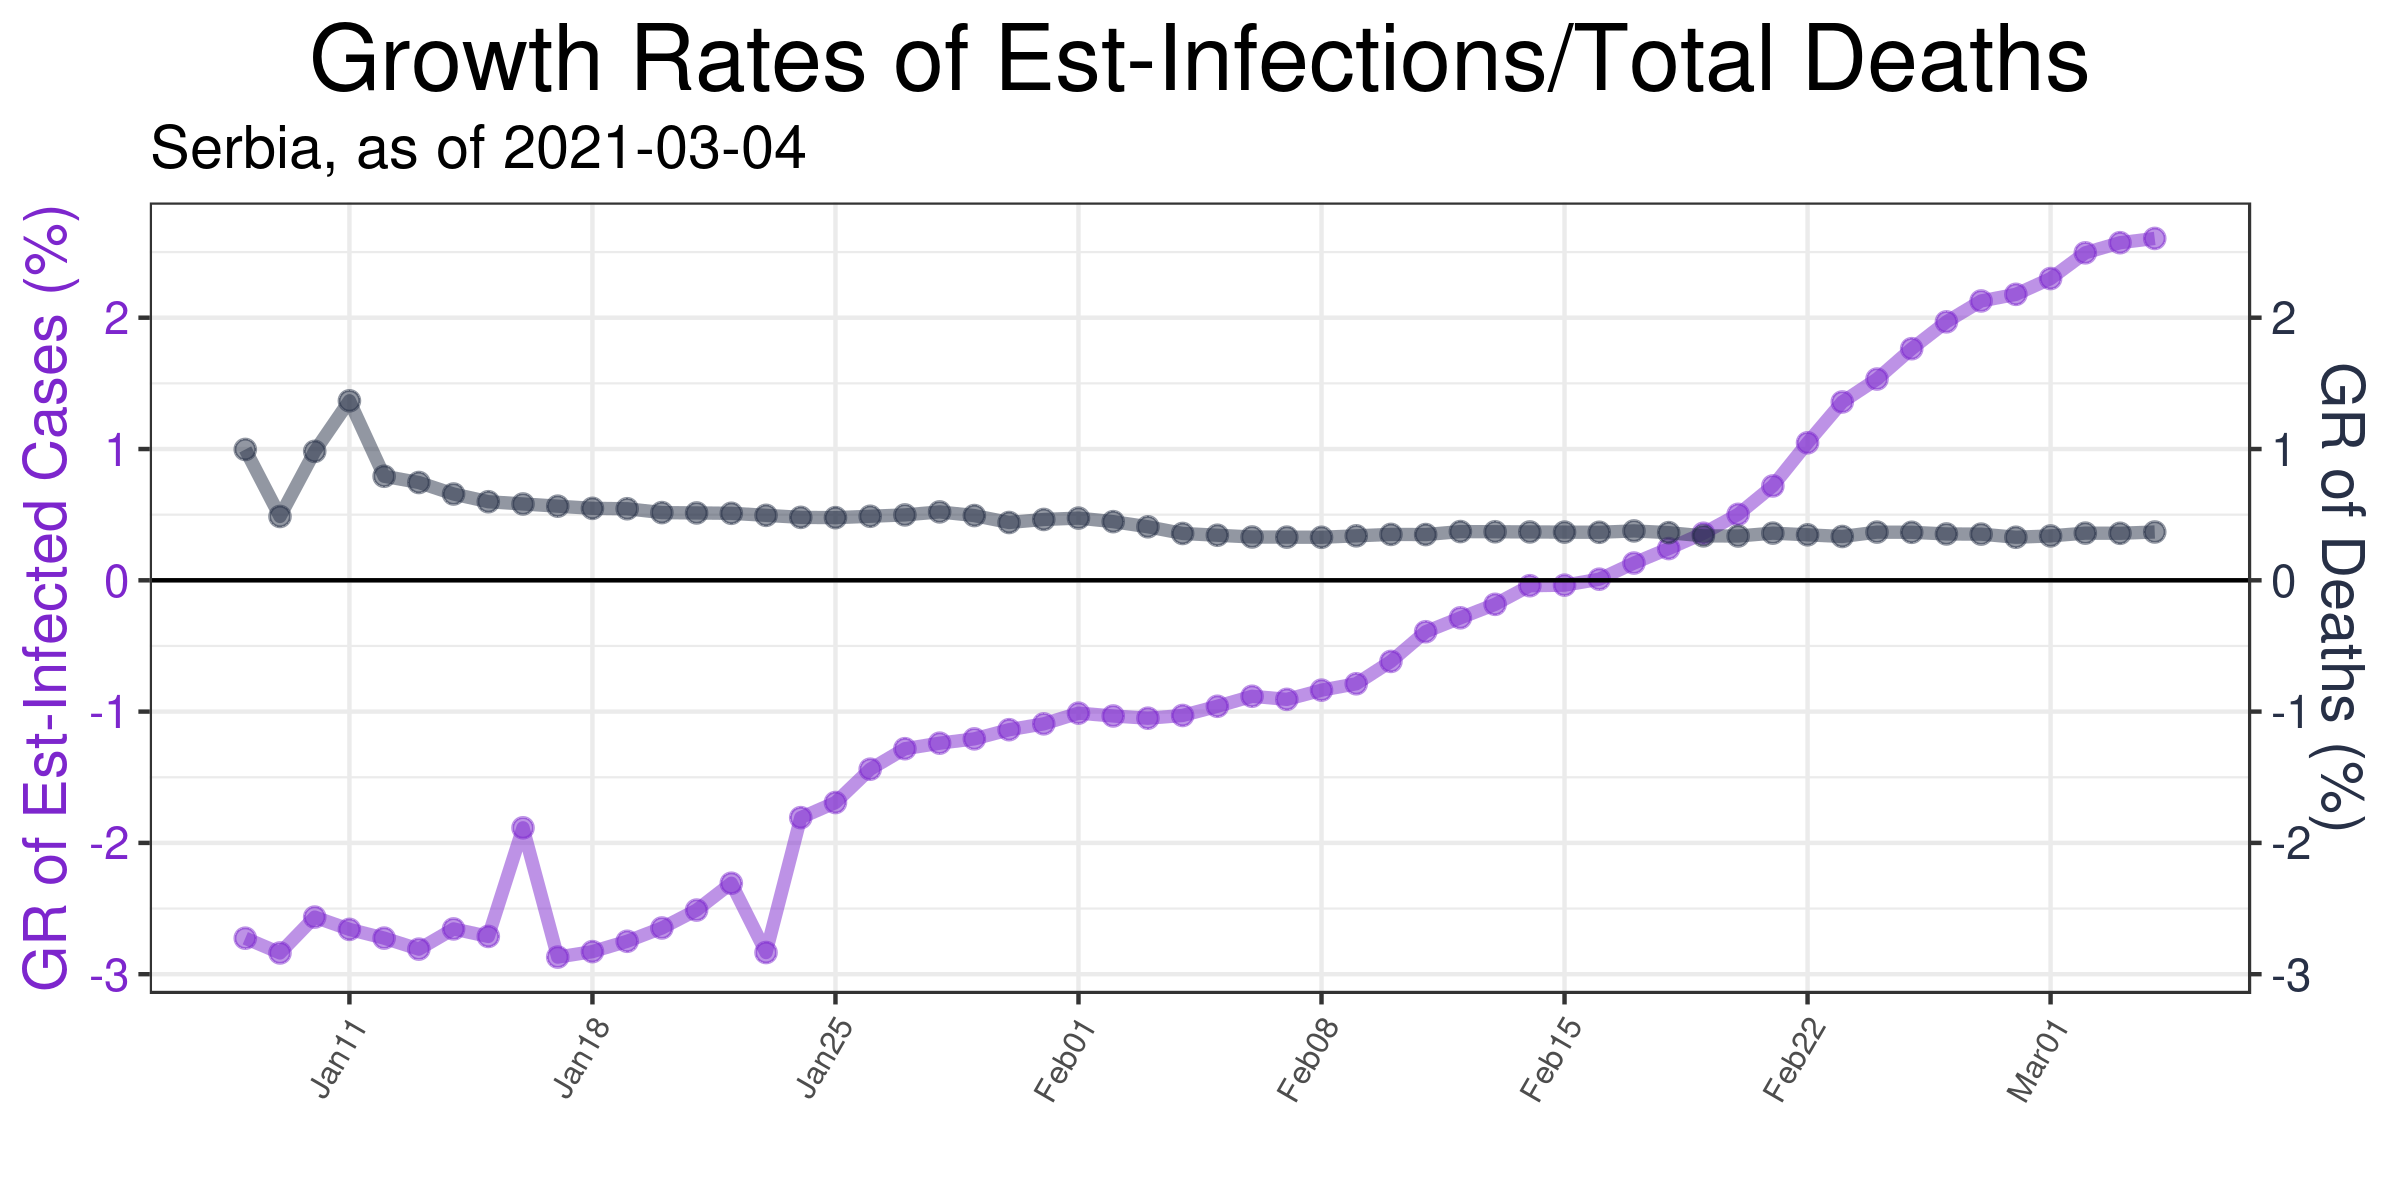 Growth Rates of Est-Infections/Total Deaths
Serbia, as of 2021-03-04
GR of Est-Infected Cases (%)
2
1
0
-1
-2
-3
2
1
0
-1
-2
-3
GR of Deaths (%)
Jan11
Jan18
Jan25
Feb01
Feb08
Feb15
Feb22
Mar01